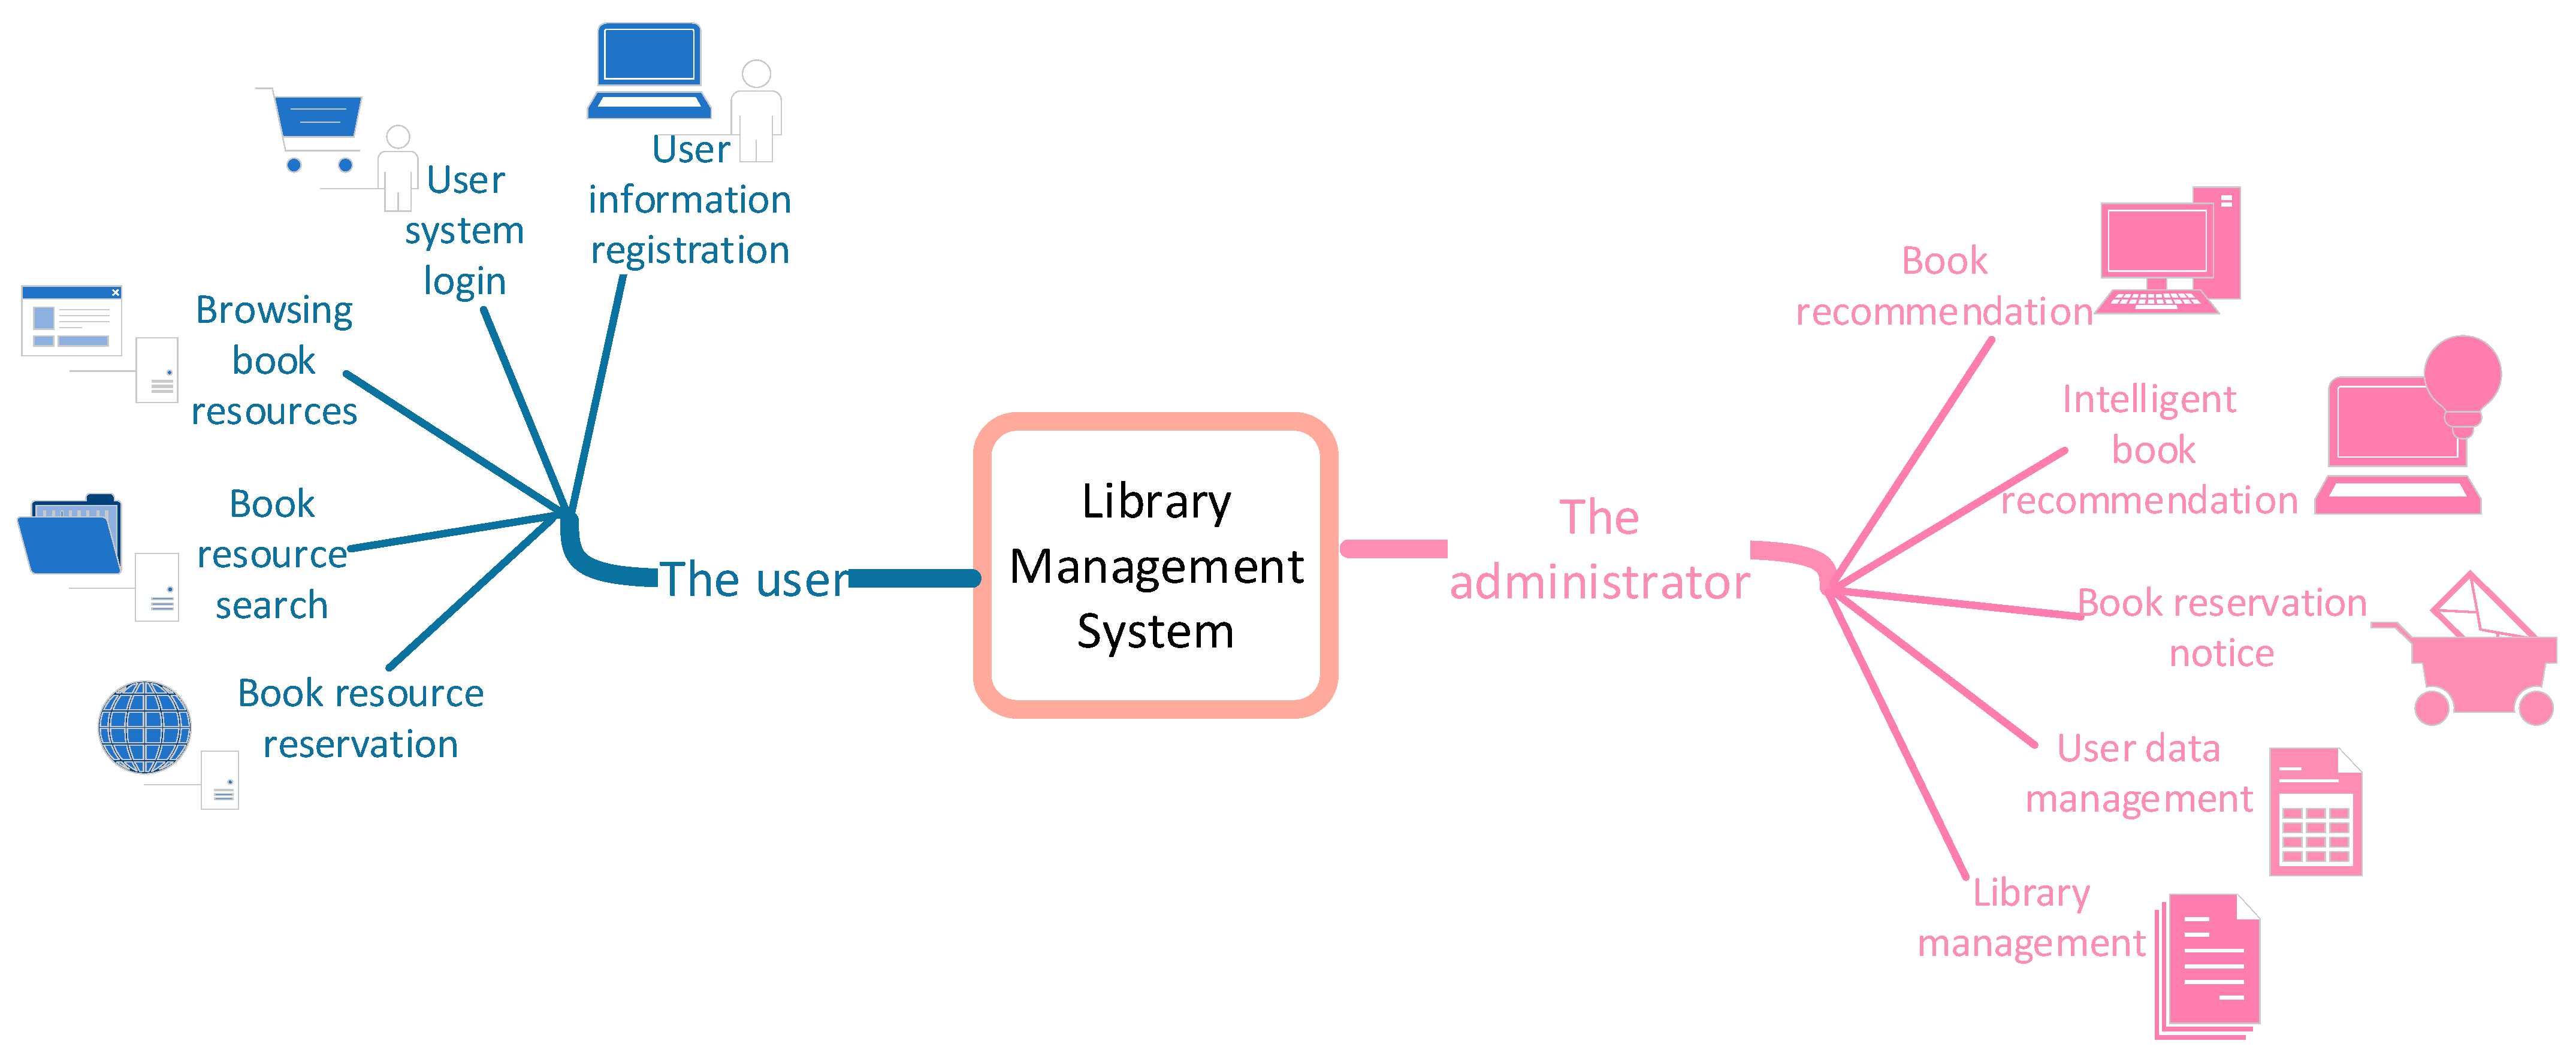 User
information
registration
User
system
login
Browsing
book
resources
Book
resource
search
Book resource
reservation
The user
Library
Management
System
The
administrator
Book
recommendation
Intelligent
book
recommendation
Book reservation
notice
User data
management
Library
management